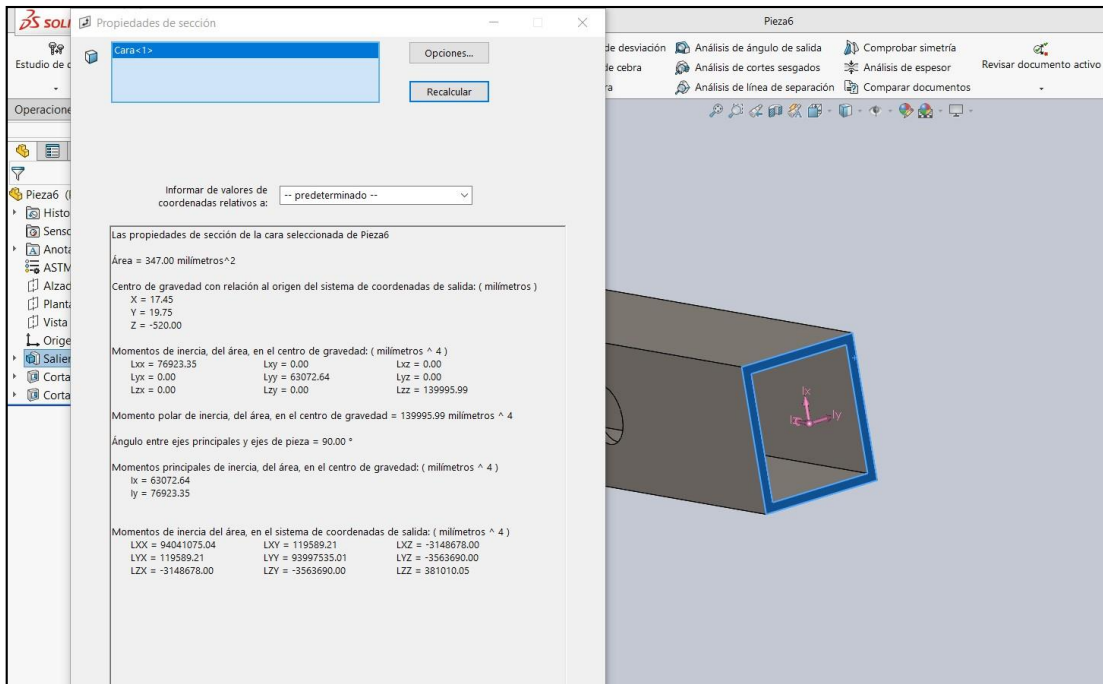 SOLI
Propiedades de sección
Pieza6
Cara<1>
Opciones...
Recalcular
Estudio de
de desviación
Análisis de ángulo de salida
Comprobar simetría
de cebra
Análisis de cortes sesgados
Análisis de espesor
Revisar documento activo
Análisis de línea de separación
Comparar documentos
Operacione
Informar de valores de
coordenadas relativos a:
-- predeterminado --
Pieza6 (
Histo
Senso
Anota
ASTM
Alzad
Planta
Vista
Orige
Salier
Corta
Corta
Las propiedades de sección de la cara seleccionada de Pieza6
Área = 347.00 milímetros^2
Centro de gravedad con relación al origen del sistema de coordenadas de salida: ( milímetros )
X = 17.45
Y = 19.75
Z = -520.00
Momentos de inercia, del área, en el centro de gravedad: ( milímetros ^ 4 )
Lxx = 76923.35 Lxy = 0.00 Lxz = 0.00
Lyx = 0.00 Lyy = 63072.64 Lyz = 0.00
Lzx = 0.00 Lzy = 0.00 Lzz = 139995.99
Momento polar de inercia, del área, en el centro de gravedad = 139995.99 milímetros ^ 4
Ángulo entre ejes principales y ejes de pieza = 90.00 °
Momentos principales de inercia, del área, en el centro de gravedad: ( milímetros ^ 4 )
Ix = 63072.64
Iy = 76923.35
Momentos de inercia del área, en el sistema de coordenadas de salida: ( milímetros ^ 4 )
LXX = 94041075.04 LXY = 119589.21 LXZ = -3148678.00
LYX = 119589.21 LYY = 93997535.01 LYZ = -3563690.00
LZX = -3148678.00 LZY = -3563690.00 LZZ = 381010.05
Ix
Iz
Iy